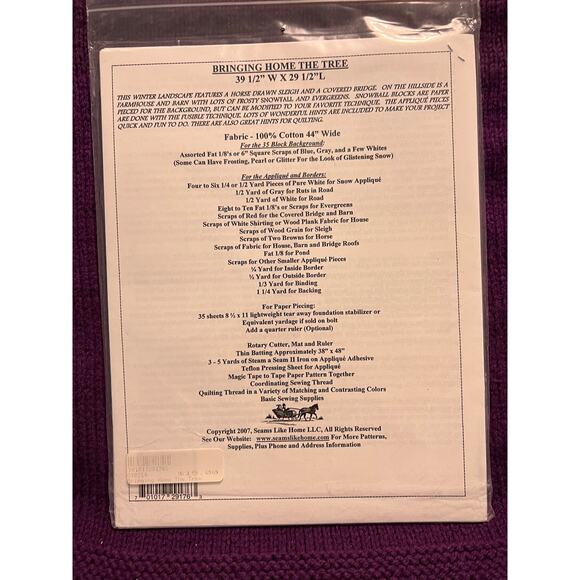 BRINGING HOME THE TREE
39 1/2" W X 29 1/2"L
THIS WINTER LANDSCAPE FEATURES A HORSE DRAWN SLEIGH AND A COVERED BRIDGE. ON THE HILLSIDE IS A
FARMHOUSE AND BARN WITH LOTS OF FROSTY SNOWFALL AND EVERGREENS. SNOWBALL BLOCKS ARE PAPER
PIECED FOR THE BACKGROUND, BUT CAN BE MODIFIED TO YOUR FAVORITE TECHNIQUE. THE APPLIQUÉ PIECES
ARE DONE WITH THE FUSIBLE TECHNIQUE. LOTS OF WONDERFUL HINTS ARE INCLUDED TO MAKE YOUR PROJECT
QUICK AND FUN TO DO. THERE ARE ALSO GREAT HINTS FOR QUILTING.
Fabric - 100% Cotton 44" Wide
For the 35 Block Background:
Assorted Fat 1/8's or 6" Square Scraps of Blue, Gray, and a Few Whites
(Some Can Have Frosting, Pearl or Glitter For the Look of Glistening Snow)
For the Appliqué and Borders:
Four to Six 1/4 or 1/2 Yard Pieces of Pure White for Snow Appliqué
1/2 Yard of Gray for Ruts in Road
1/2 Yard of White for Road
Eight to Ten Fat 1/8's or Scraps for Evergreens
Scraps of Red for the Covered Bridge and Barn
Scraps of White Shirting or Wood Plank Fabric for House
Scraps of Wood Grain for Sleigh
Scraps of Two Browns for Horse
Scraps of Fabric for House, Barn and Bridge Roofs
Fat 1/8 for Pond
Scraps for Other Smaller Appliqué Pieces
Yard for Inside Border
Yard for Outside Border
1/3 Yard for Binding
1 1/4 Yard for Backing
For Paper Piecing:
35 sheets 8 ½ x 11 lightweight tear away foundation stabilizer or
Equivalent yardage if sold on bolt
Add a quarter ruler (Optional)
Rotary Cutter, Mat and Ruler
Thin Batting Approximately 38" x 48"
3 - 5 Yards of Steam a Seam II Iron on Appliqué Adhesive
Teflon Pressing Sheet for Appliqué
Magic Tape to Tape Paper Pattern Together
Coordinating Sewing Thread
Quilting Thread in a Variety of Matching and Contrasting Colors
Basic Sewing Supplies
Copyright 2007, Seams Like Home LLC, All Rights Reserved
See Our Website: www.seamslikehome.com For More Patterns,
Supplies, Plus Phone and Address Information
7 01017 29176